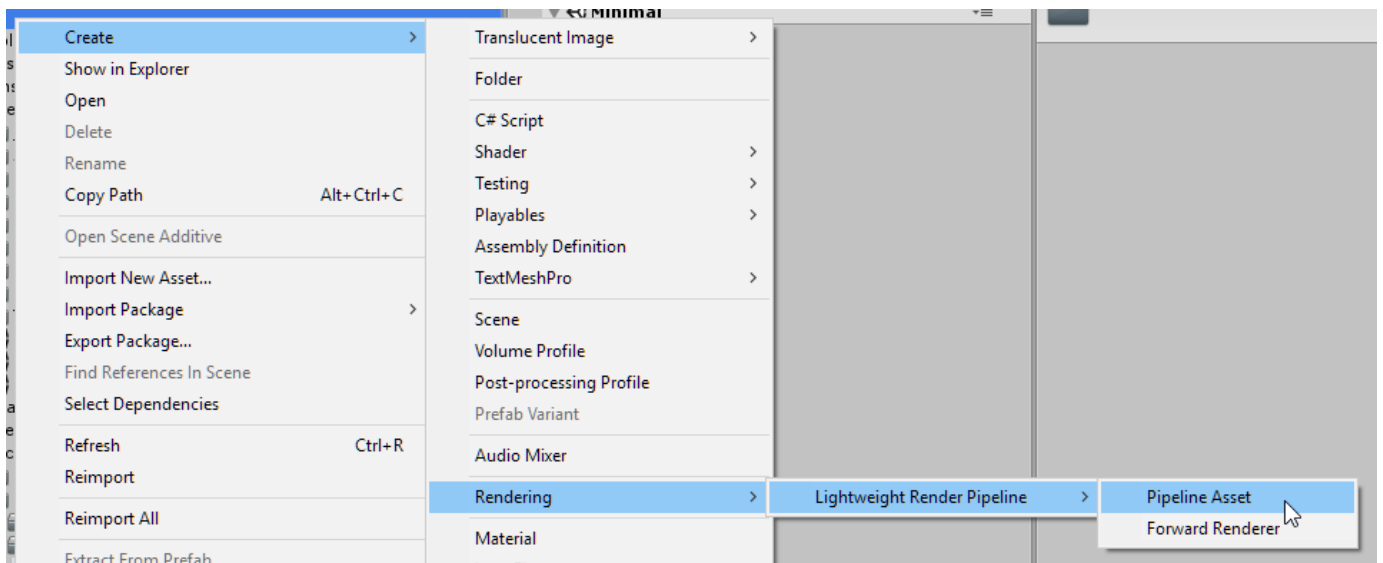 Minimal
Create
Show in Explorer
Open
Delete
Rename
Copy Path Alt+Ctrl+C
Open Scene Additive
Import New Asset...
Import Package
Export Package...
Find References In Scene
Select Dependencies
Refresh Ctrl+R
Reimport
Reimport All
Extract From Prefab
Translucent Image
Folder
C# Script
Shader
Testing
Playables
Assembly Definition
TextMeshPro
Scene
Volume Profile
Post-processing Profile
Prefab Variant
Audio Mixer
Rendering
Material
Lightweight Render Pipeline
Pipeline Asset
Forward Renderer